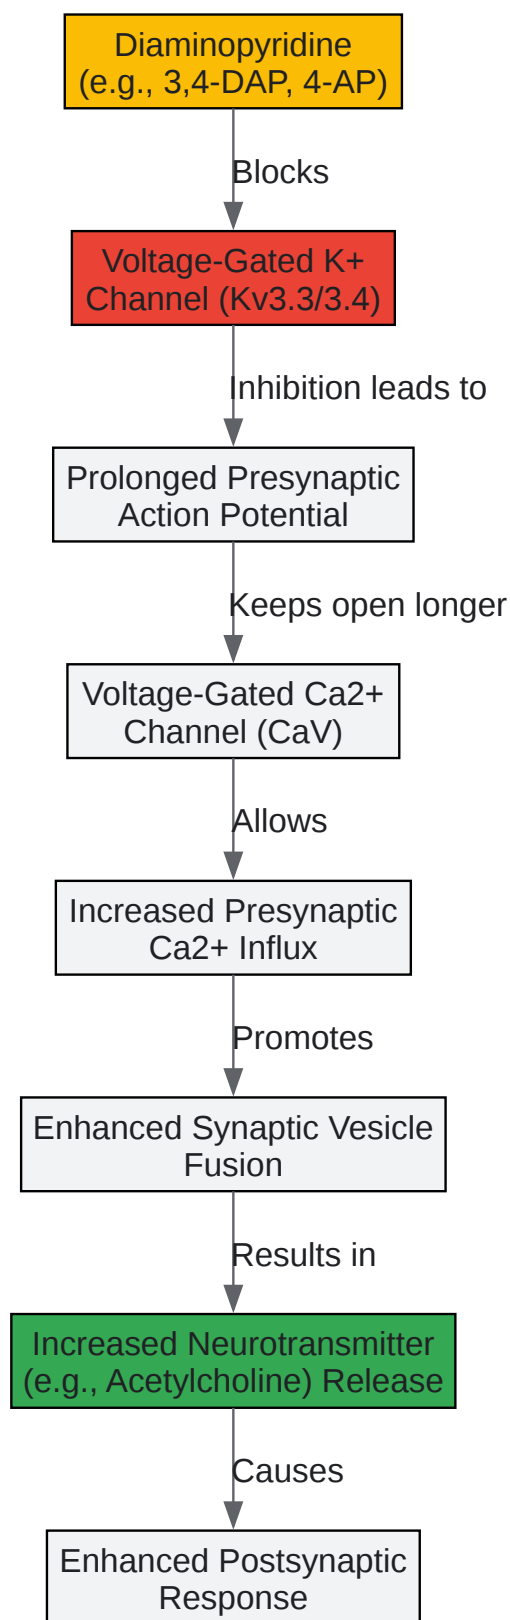 Diaminopyridine
(e.g., 3,4-DAP, 4-AP)
Blocks
Voltage-Gated K+
Channel (Kv3.3/3.4)
Inhibition leads to
Prolonged Presynaptic
Action Potential
Keeps open longer
Voltage-Gated Ca2+
Channel (CaV)
Allows
Increased Presynaptic
Ca2+ Influx
Promotes
Enhanced Synaptic Vesicle
Fusion
Results in
Increased Neurotransmitter
(e.g., Acetylcholine) Release
Causes
Enhanced Postsynaptic
Response